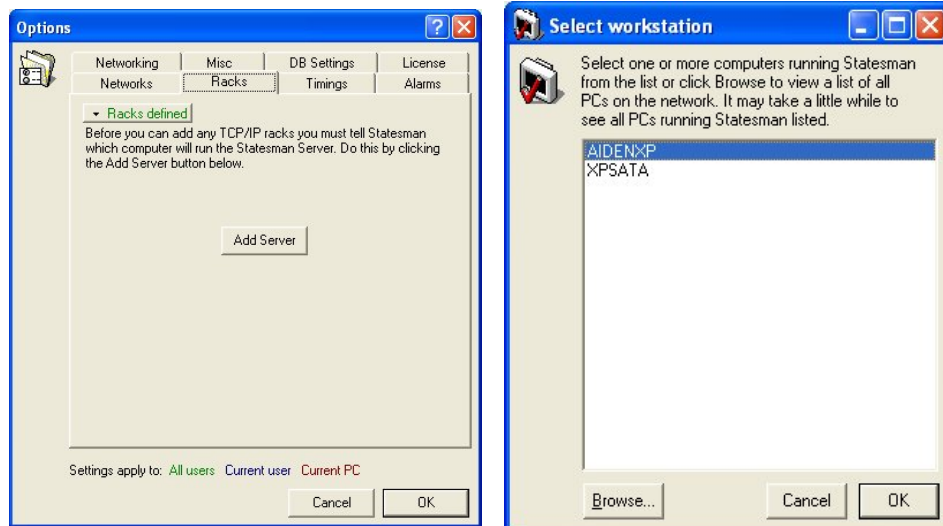 Options
Networking Misc DB Settings License
Networks Racks Timings Alarms
Racks defined
Before you can add any TCP/IP racks you must tell Statesman
which computer will run the Statesman Server. Do this by clicking
the Add Server button below.
Add Server
Settings apply to: All users Current user Current PC
Cancel OK
Select workstation
Select one or more computers running Statesman
from the list or click Browse to view a list of all
PCs on the network. It may take a little while to
see all PCs running Statesman listed.
AIDENXP
XPSATA
Browse... Cancel OK